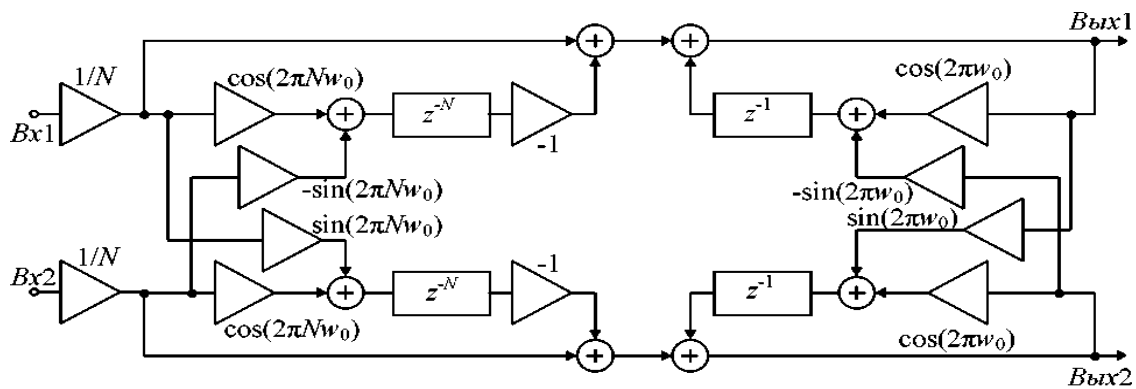 Вых1
1/N
cos(2πNw₀)
cos(2πw₀)
z⁻ᴺ
z⁻¹
Вх1
-1
-sin(2πNw₀)
-sin(2πw₀)
sin(2πNw₀)
sin(2πw₀)
1/N
-1
Вх2
z⁻ᴺ
z⁻¹
cos(2πNw₀)
cos(2πw₀)
Вых2